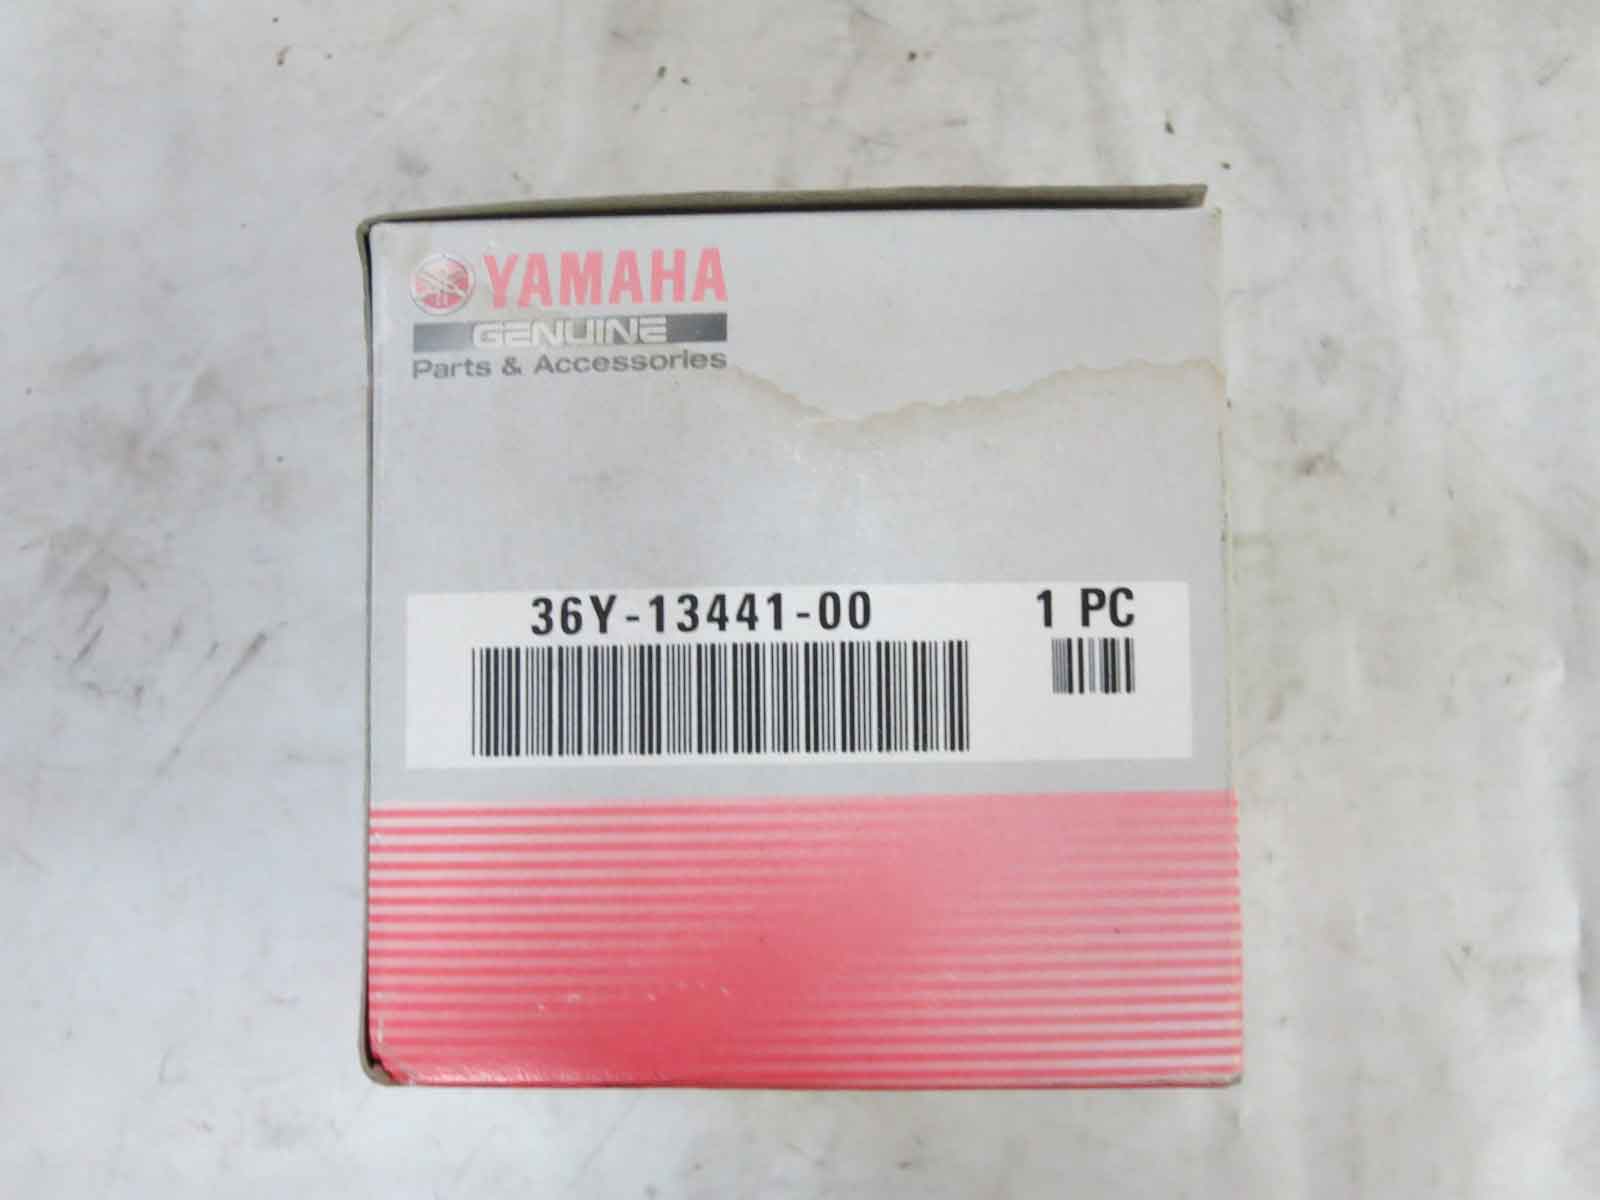 YAMAHA
GENUINE
Parts & Accessories
36Y-13441-00 1 PC